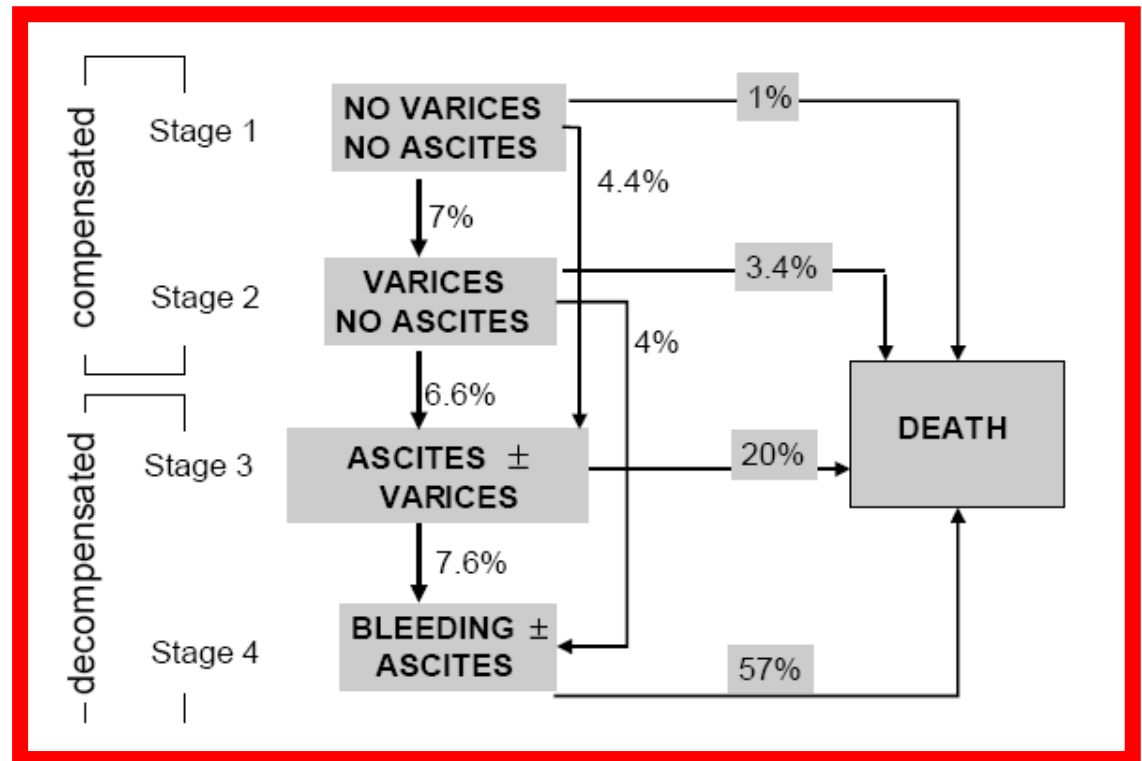 compensated
Stage 1
NO VARICES
NO ASCITES
1%
4.4%
7%
Stage 2
VARICES
NO ASCITES
3.4%
4%
6.6%
decompensated
Stage 3
ASCITES ±
VARICES
20%
DEATH
7.6%
Stage 4
BLEEDING ±
ASCITES
57%